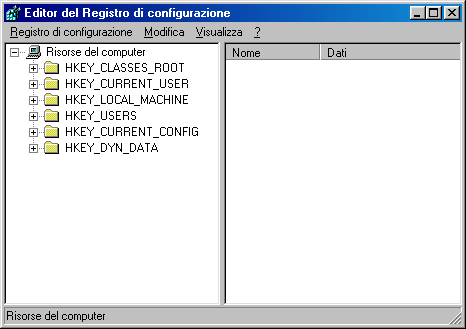 Editor del Registro di configurazione
Registro di configurazione Modifica Visualizza ?
Risorse del computer
HKEY_CLASSES_ROOT
HKEY_CURRENT_USER
HKEY_LOCAL_MACHINE
HKEY_USERS
HKEY_CURRENT_CONFIG
HKEY_DYN_DATA
Nome Dati
Risorse del computer